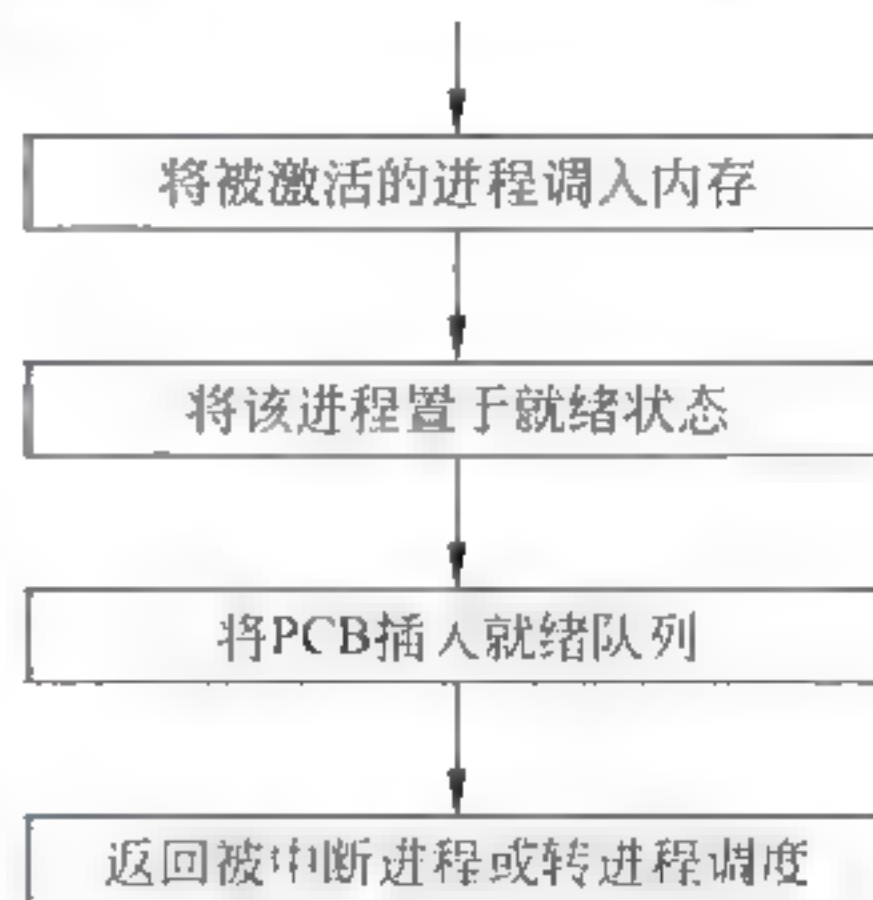 将被激活的进程调入内存
将该进程置于就绪状态
将PCB插入就绪队列
返回被中断进程或转进程调度